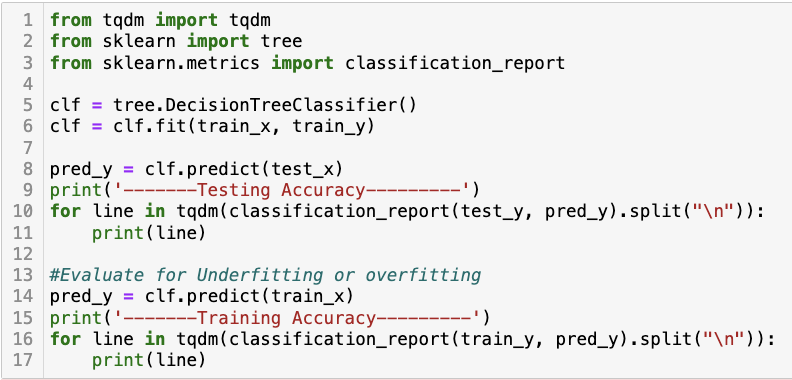 1 from tqdm import tqdm
2 from sklearn import tree
3 from sklearn.metrics import classification_report
4
5 clf = tree.DecisionTreeClassifier()
6 clf = clf.fit(train_x, train_y)
7
8 pred_y = clf.predict(test_x)
9 print('-------Testing Accuracy---------')
10 for line in tqdm(classification_report(test_y, pred_y).split("\n")):
11     print(line)
12
13 #Evaluate for Underfitting or overfitting
14 pred_y = clf.predict(train_x)
15 print('-------Training Accuracy---------')
16 for line in tqdm(classification_report(train_y, pred_y).split("\n")):
17     print(line)